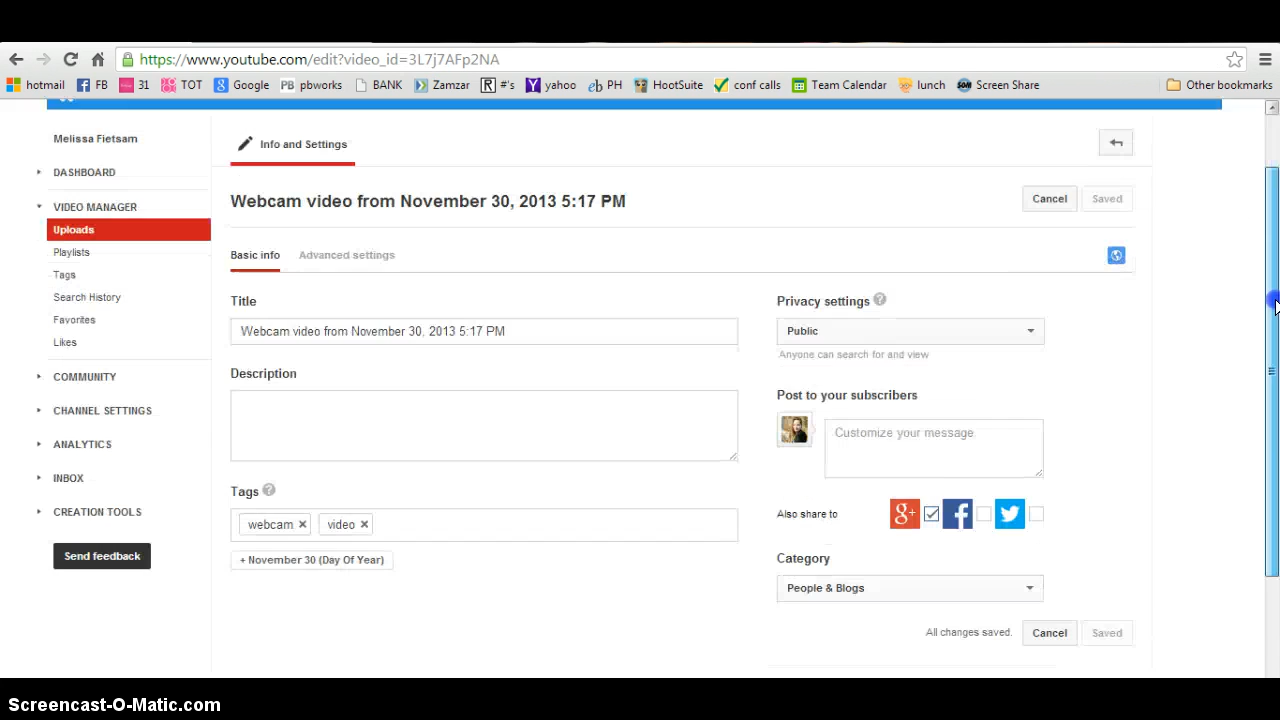 https://www.youtube.com/edit?video_id=3L7j7AFp2NA
hotmail FB 31 TOT Google pbworks BANK Zamzar #'s yahoo PH HootSuite conf calls Team Calendar lunch Screen Share Other bookmarks
Melissa Fietsam
DASHBOARD
VIDEO MANAGER
Uploads
Playlists
Tags
Search History
Favorites
Likes
COMMUNITY
CHANNEL SETTINGS
ANALYTICS
INBOX
CREATION TOOLS
Send feedback
Info and Settings
Webcam video from November 30, 2013 5:17 PM
Cancel Saved
Basic info Advanced settings
Title
Webcam video from November 30, 2013 5:17 PM
Description
Tags ?
webcam × video ×
+ November 30 (Day Of Year)
Privacy settings ?
Public
Anyone can search for and view
Post to your subscribers
Customize your message
Also share to
Category
People & Blogs
All changes saved. Cancel Saved
Screencast-O-Matic.com